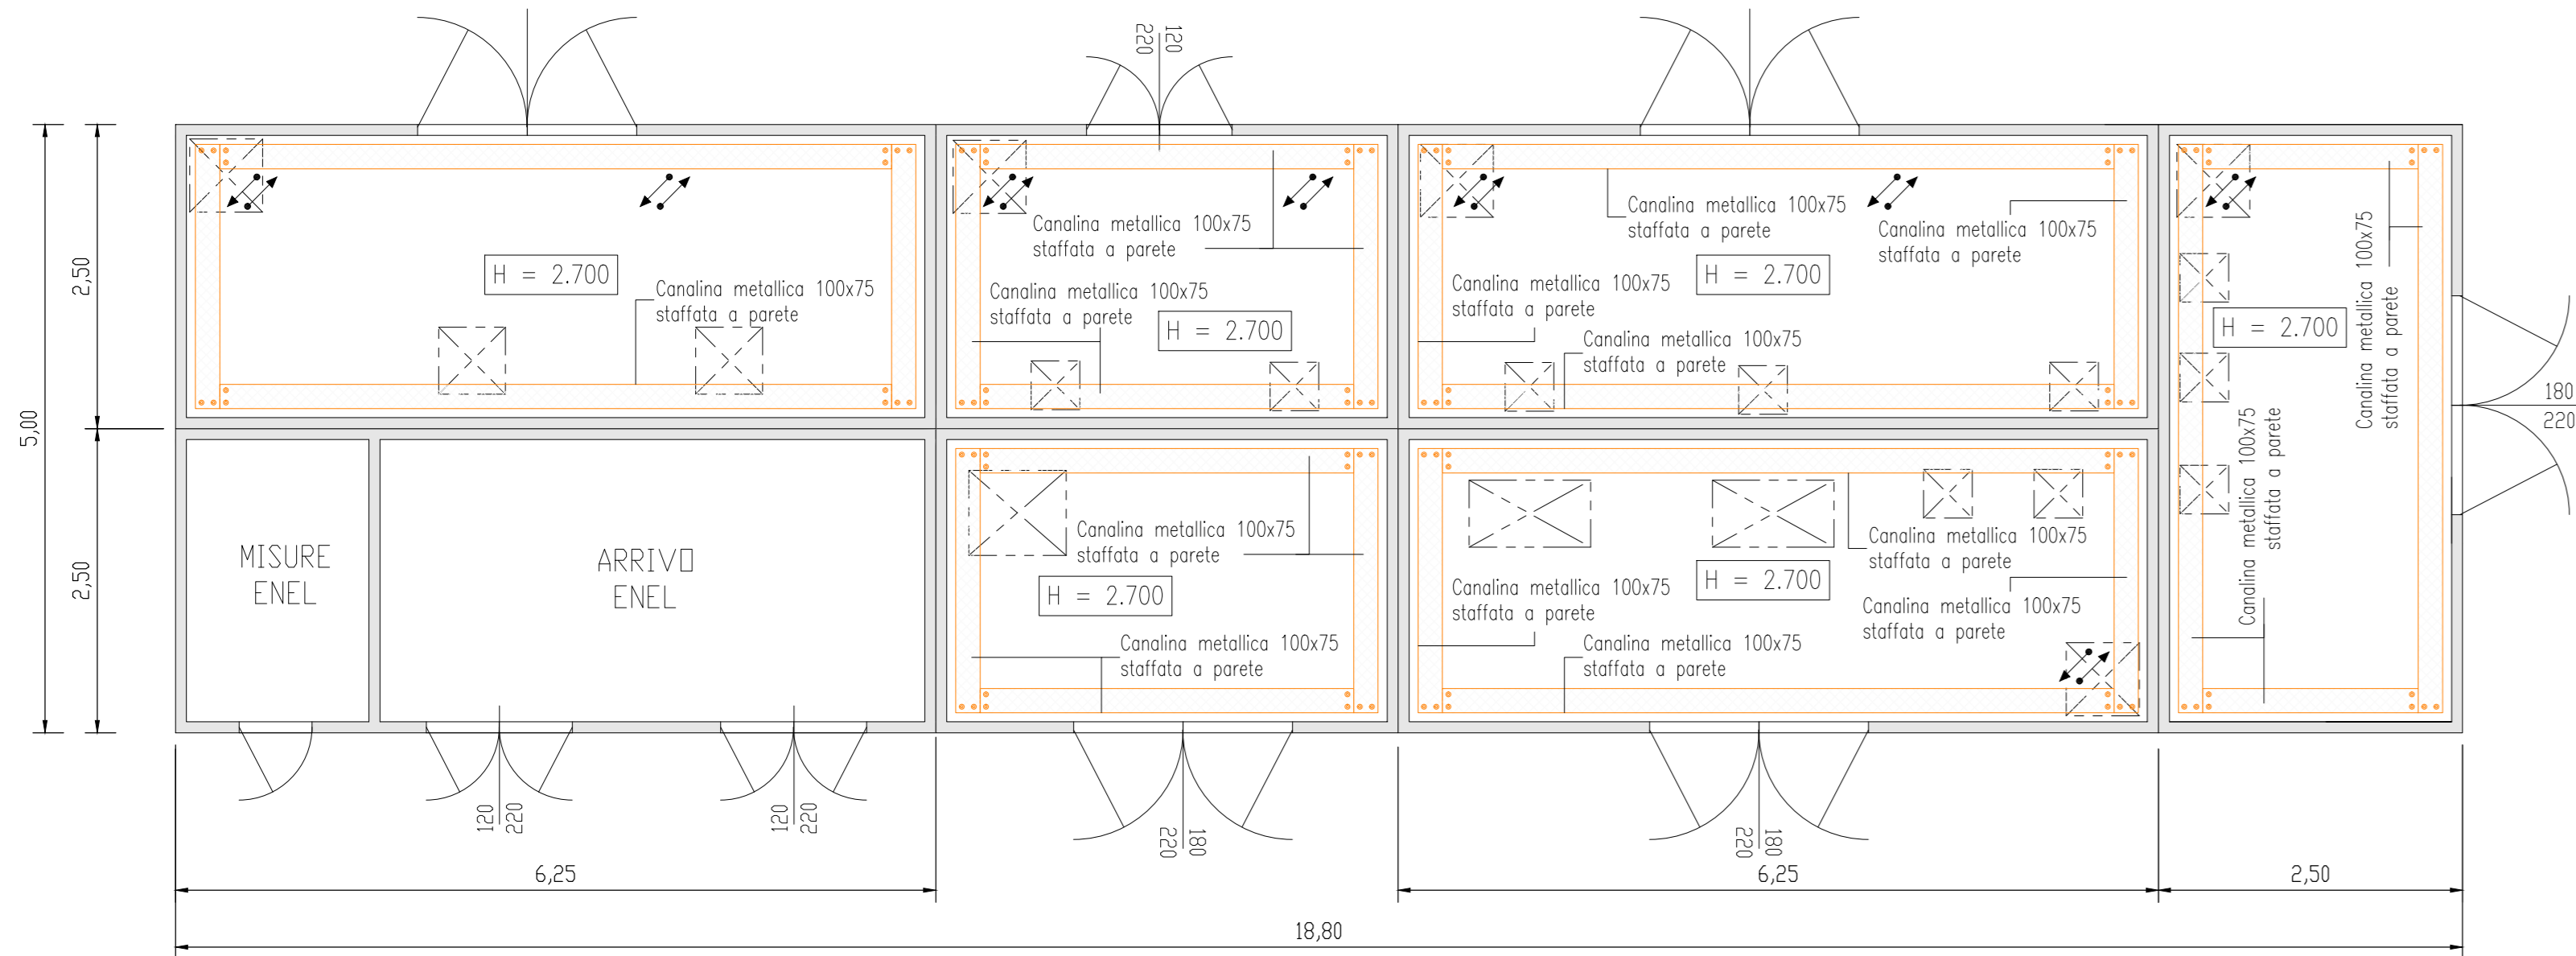 220
120
5,00
2,50
2,50
H = 2.700
Canalina metallica 100x75
staffata a parete
Canalina metallica 100x75
staffata a parete
Canalina metallica 100x75
staffata a parete
H = 2.700
Canalina metallica 100x75
staffata a parete
Canalina metallica 100x75
staffata a parete
H = 2.700
Canalina metallica 100x75
staffata a parete
Canalina metallica 100x75
staffata a parete
Canalina metallica 100x75
staffata a parete
H = 2.700
Canalina metallica 100x75
staffata a parete
180
220
MISURE
ENEL
ARRIVO
ENEL
Canalina metallica 100x75
staffata a parete
H = 2.700
Canalina metallica 100x75
staffata a parete
Canalina metallica 100x75
staffata a parete
H = 2.700
Canalina metallica 100x75
staffata a parete
Canalina metallica 100x75
staffata a parete
Canalina metallica 100x75
staffata a parete
120
220
120
220
220
180
220
180
6,25
6,25
2,50
18,80